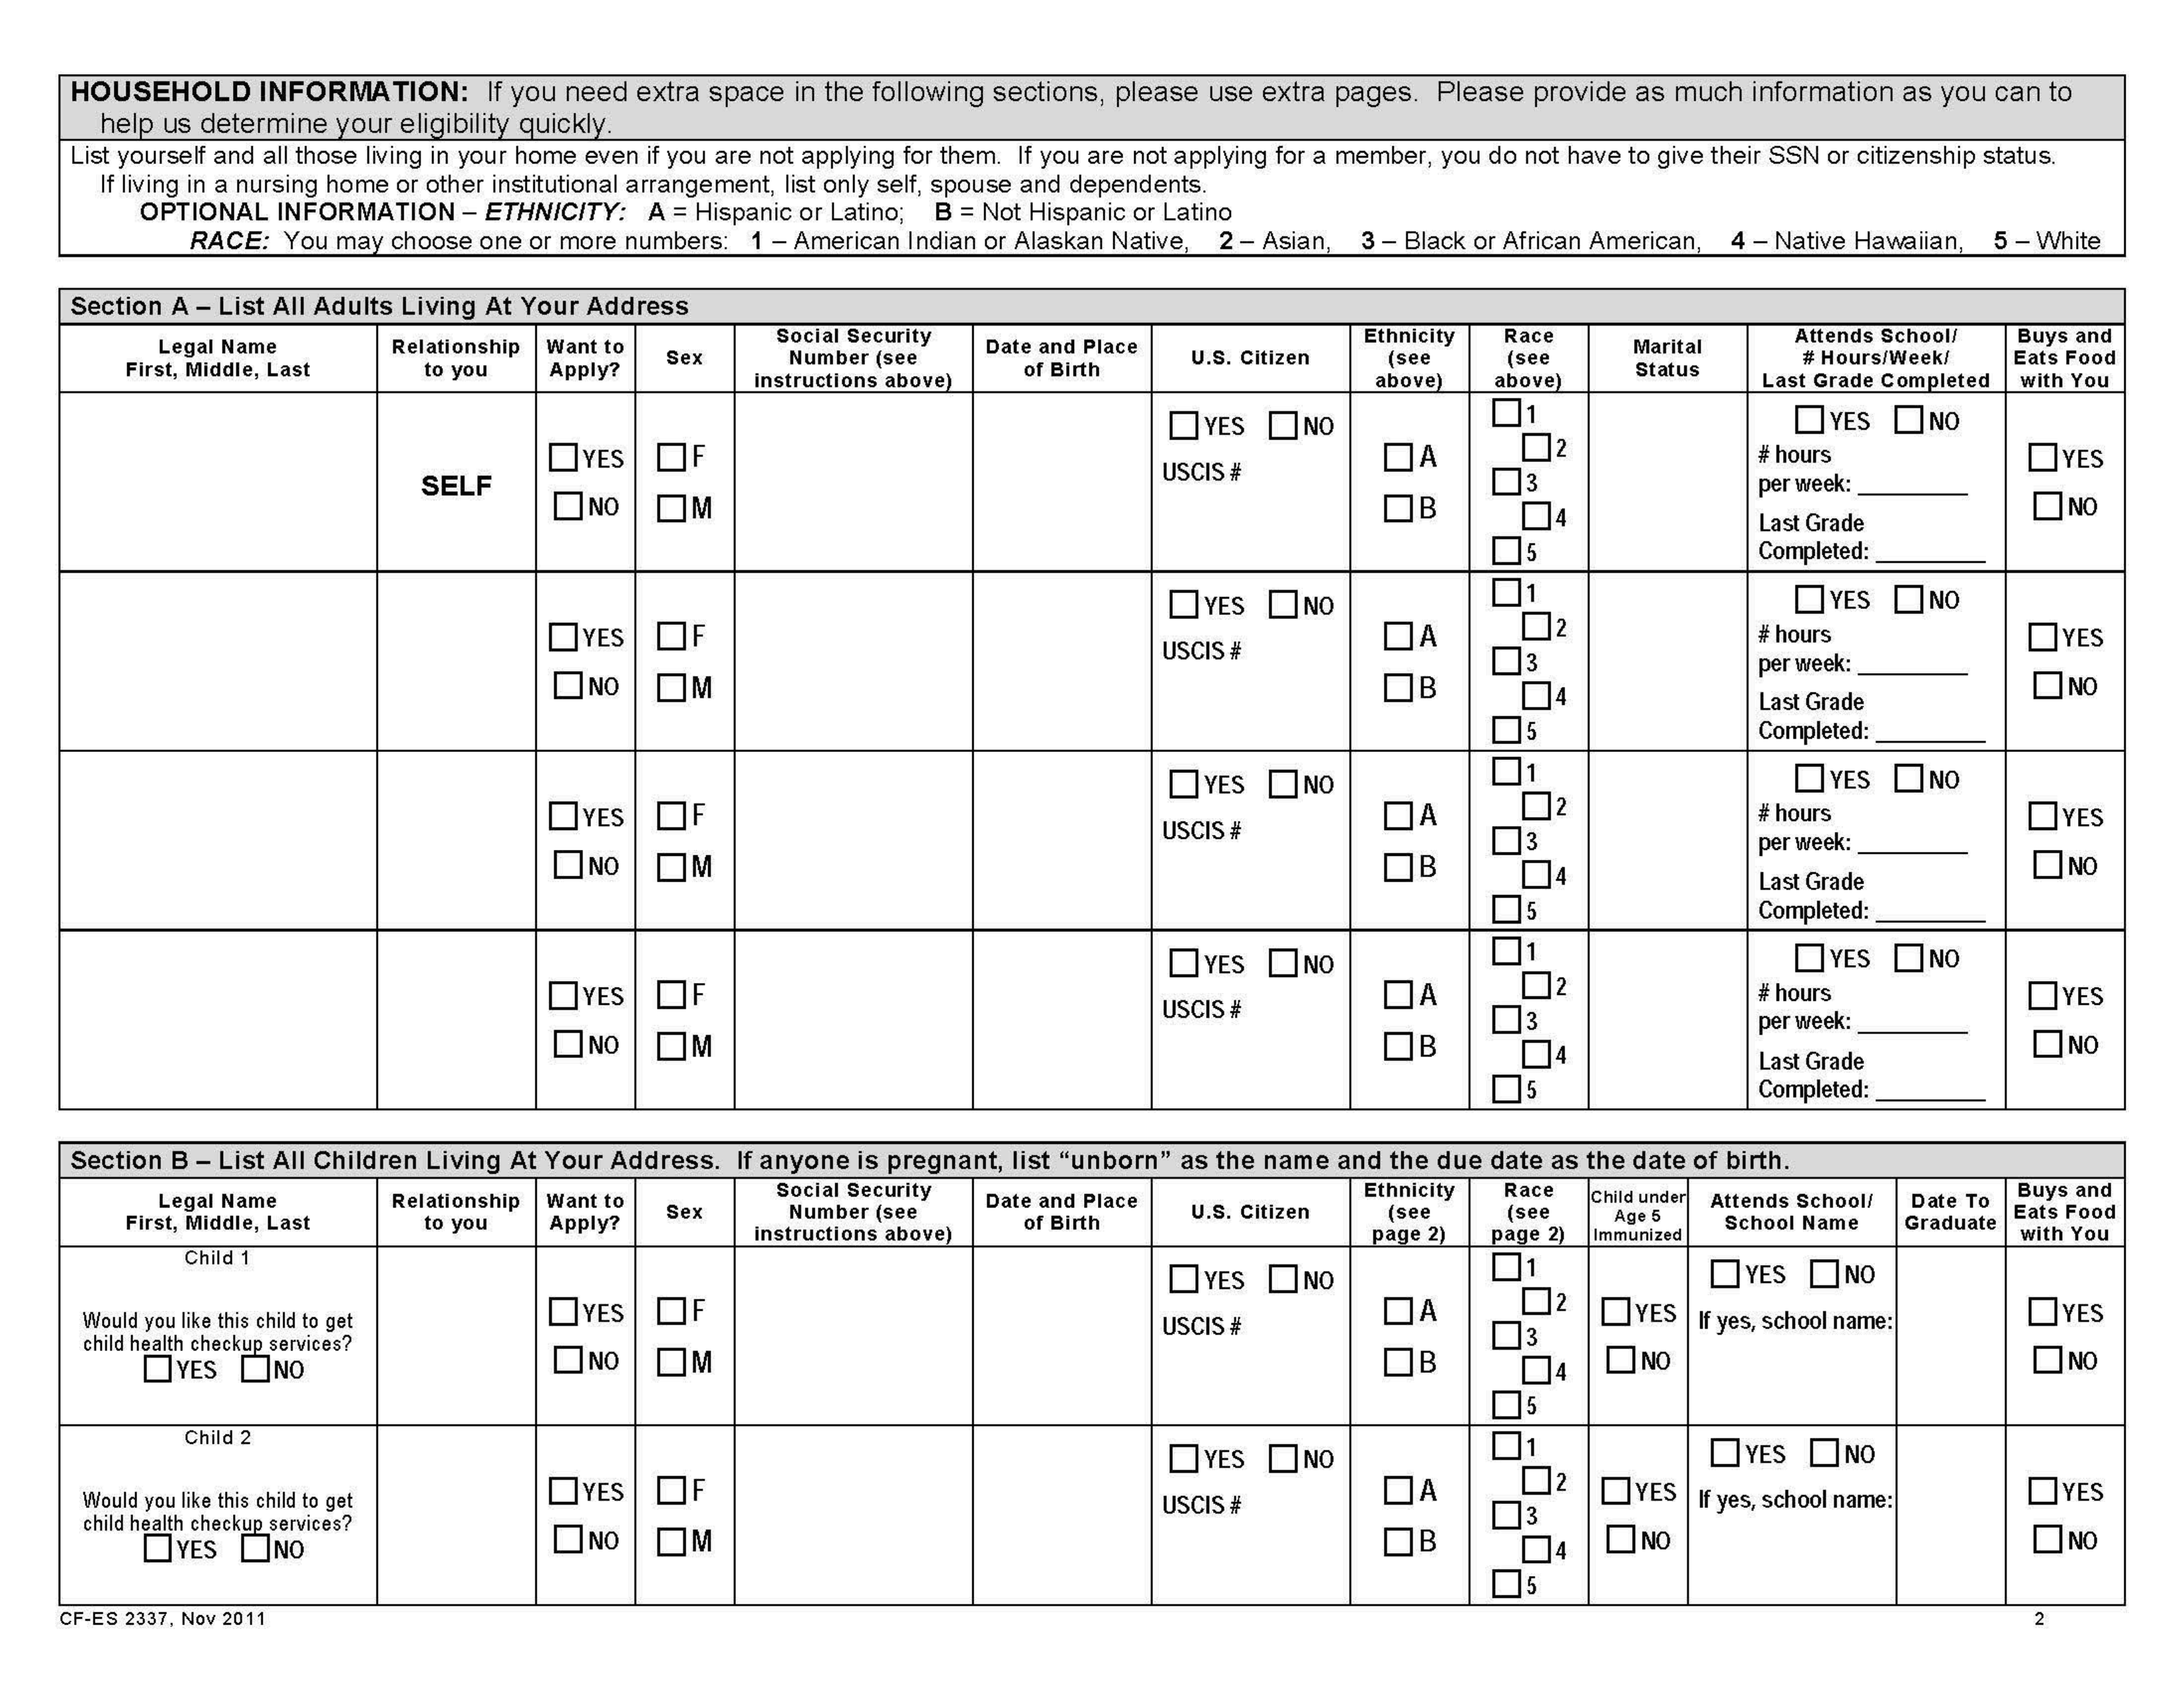 HOUSEHOLD INFORMATION: If you need extra space in the following sections, please use extra pages. Please provide as much information as you can to
help us determine your eligibility quickly.
List yourself and all those living in your home even if you are not applying for them. If you are not applying for a member, you do not have to give their SSN or citizenship status.
If living in a nursing home or other institutional arrangement, list only self, spouse and dependents.
OPTIONAL INFORMATION – ETHNICITY: A = Hispanic or Latino; B = Not Hispanic or Latino
RACE: You may choose one or more numbers: 1 – American Indian or Alaskan Native, 2 – Asian, 3 – Black or African American, 4 – Native Hawaiian, 5 – White
Section A – List All Adults Living At Your Address
Legal Name
First, Middle, Last
Relationship
to you
Want to
Apply?
Sex
Social Security
Number (see
instructions above)
Date and Place
of Birth
U.S. Citizen
Ethnicity
(see
above)
Race
(see
above)
Marital
Status
Attends School/
# Hours/Week/
Last Grade Completed
Buys and
Eats Food
with You
SELF
YES
NO
F
M
YES NO
USCIS #
A
B
1
2
3
4
5
YES NO
# hours
per week:
Last Grade
Completed:
YES
NO
YES
NO
F
M
YES NO
USCIS #
A
B
1
2
3
4
5
YES NO
# hours
per week:
Last Grade
Completed:
YES
NO
YES
NO
F
M
YES NO
USCIS #
A
B
1
2
3
4
5
YES NO
# hours
per week:
Last Grade
Completed:
YES
NO
YES
NO
F
M
YES NO
USCIS #
A
B
1
2
3
4
5
YES NO
# hours
per week:
Last Grade
Completed:
YES
NO
Section B – List All Children Living At Your Address. If anyone is pregnant, list “unborn” as the name and the due date as the date of birth.
Legal Name
First, Middle, Last
Relationship
to you
Want to
Apply?
Sex
Social Security
Number (see
instructions above)
Date and Place
of Birth
U.S. Citizen
Ethnicity
(see
page 2)
Race
(see
page 2)
Child under
Age 5
Immunized
Attends School/
School Name
Date To
Graduate
Buys and
Eats Food
with You
Child 1
Would you like this child to get
child health checkup services?
YES NO
YES
NO
F
M
YES NO
USCIS #
A
B
1
2
3
4
5
YES
NO
YES NO
If yes, school name:
YES
NO
Child 2
Would you like this child to get
child health checkup services?
YES NO
YES
NO
F
M
YES NO
USCIS #
A
B
1
2
3
4
5
YES
NO
YES NO
If yes, school name:
YES
NO
CF-ES 2337, Nov 2011
2